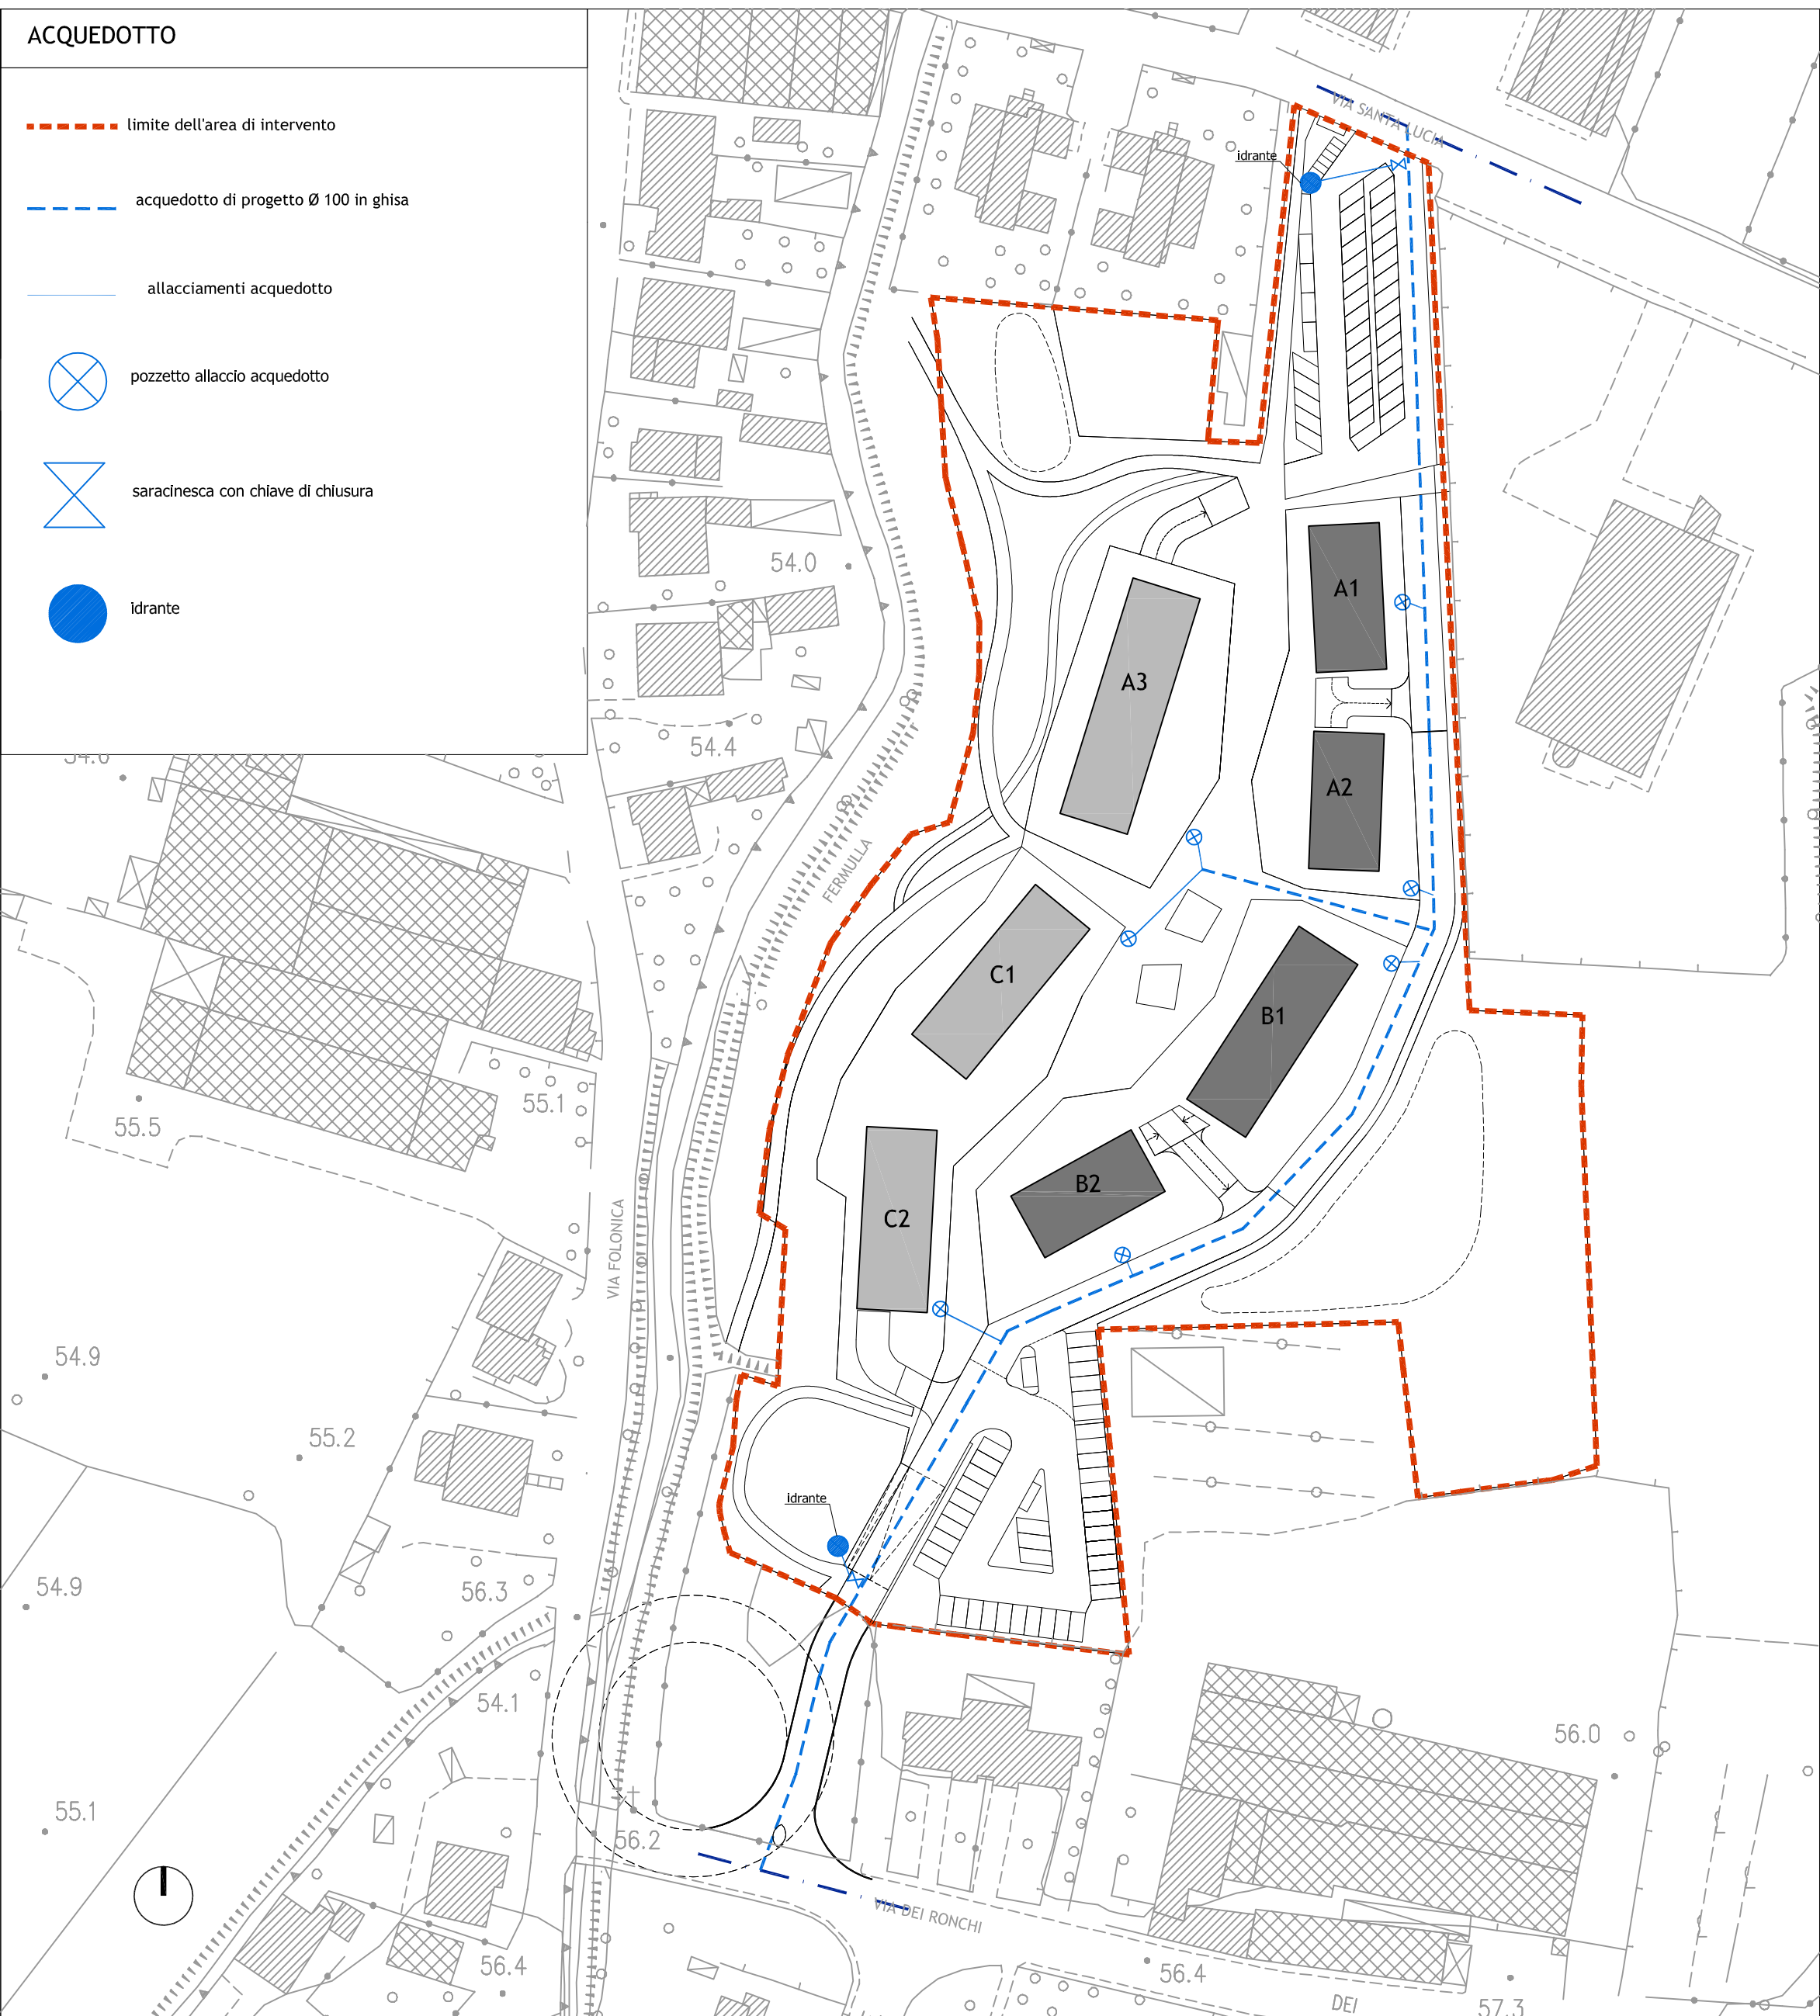 ACQUEDOTTO
limite dell'area di intervento
acquedotto di progetto Ø 100 in ghisa
allacciamenti acquedotto
pozzetto allaccio acquedotto
saracinesca con chiave di chiusura
idrante
VIA SANTA LUCIA
idrante
54.0
A1
A3
54.4
A2
FERMULLA
C1
B1
55.1
55.5
B2
C2
VIA FOLONICA
54.9
55.2
idrante
54.9
56.3
54.1
56.0
55.1
56.2
VIA DEI RONCHI
56.4
56.4
DEI
57.3